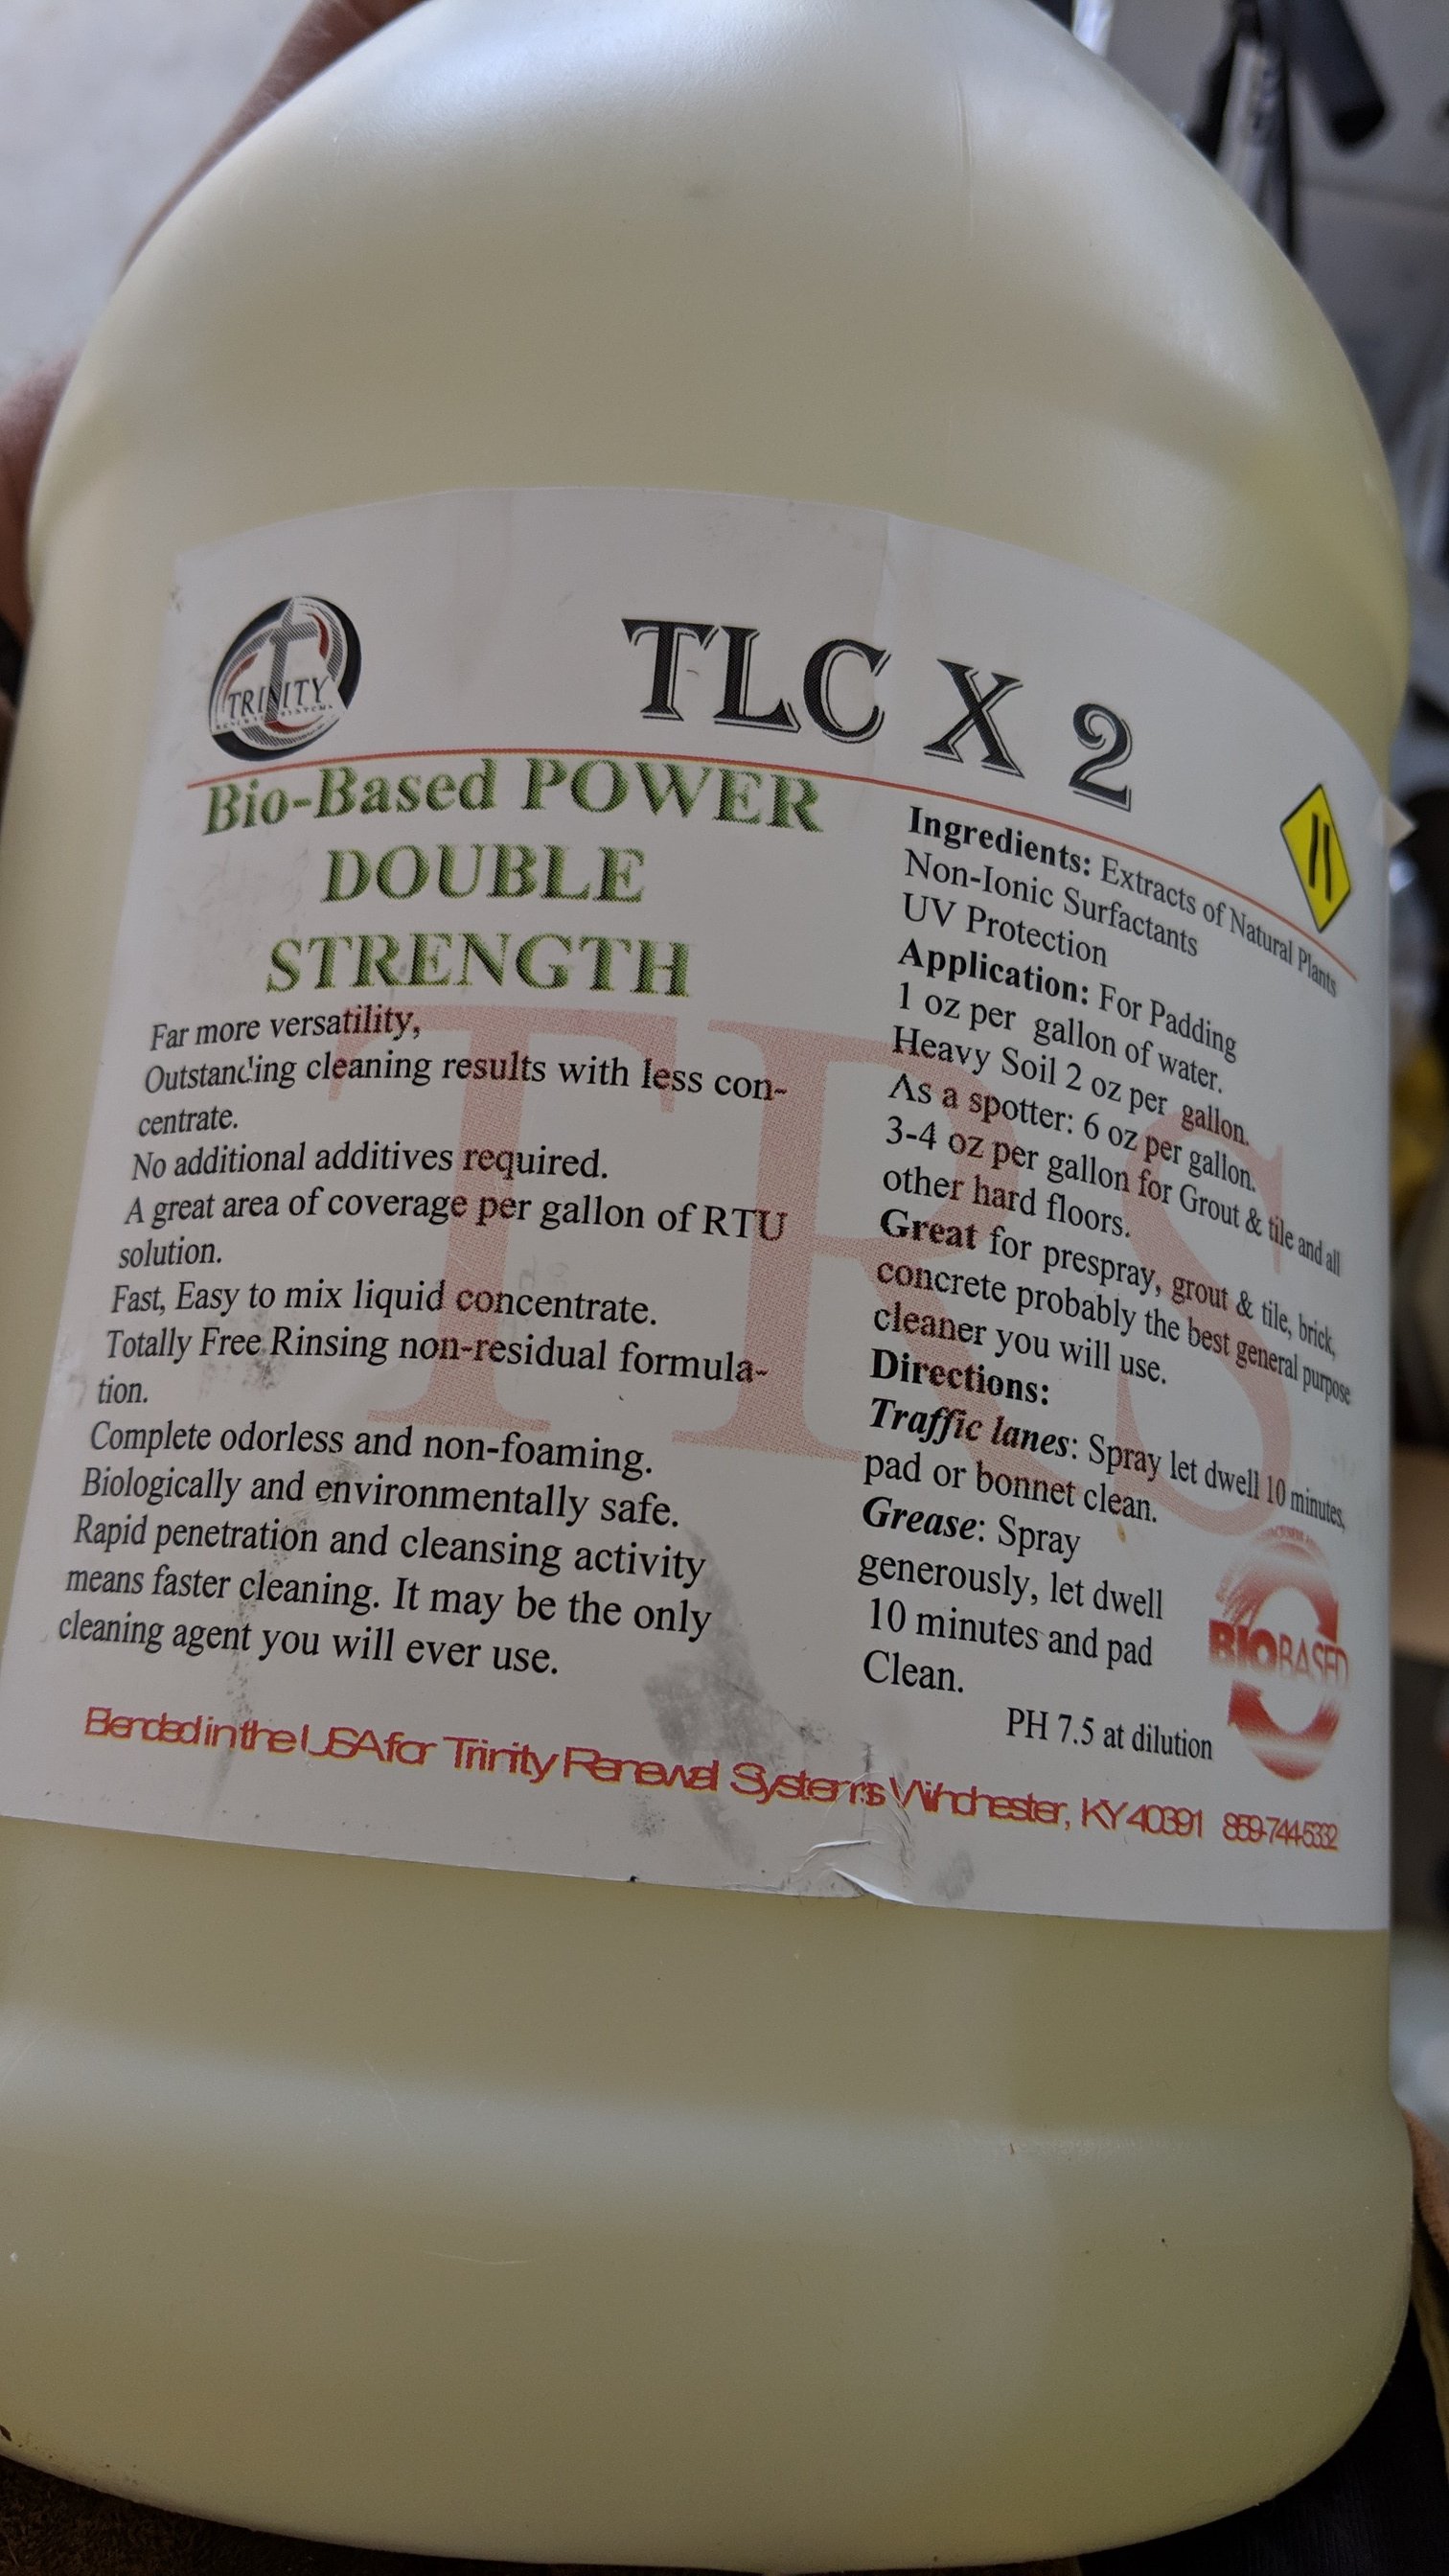 TRINITY
TLC X 2
Bio-Based POWER
DOUBLE
STRENGTH
Far more versatility,
Outstanding cleaning results with less con-
centrate.
No additional additives required.
A great area of coverage per gallon of RTU
solution.
Fast, Easy to mix liquid concentrate.
Totally Free Rinsing non-residual formula-
tion.
Complete odorless and non-foaming.
Biologically and environmentally safe.
Rapid penetration and cleansing activity
means faster cleaning. It may be the only
cleaning agent you will ever use.
Ingredients: Extracts of Natural Plants
Non-Ionic Surfactants
UV Protection
Application: For Padding
1 oz per gallon of water.
Heavy Soil 2 oz per gallon.
As a spotter: 6 oz per gallon.
3-4 oz per gallon for Grout & tile and all
other hard floors.
Great for prespray, grout & tile, brick,
concrete probably the best general purpose
cleaner you will use.
Directions:
Traffic lanes: Spray let dwell 10 minutes,
pad or bonnet clean.
Grease: Spray
generously, let dwell
10 minutes and pad
Clean.
PH 7.5 at dilution
BIOBASED
TRS
Blended in the USA for Trinity Renewal Systems Winchester, KY 40391 859-744-5332